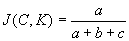 J(C, K) = a / (a + b + c)